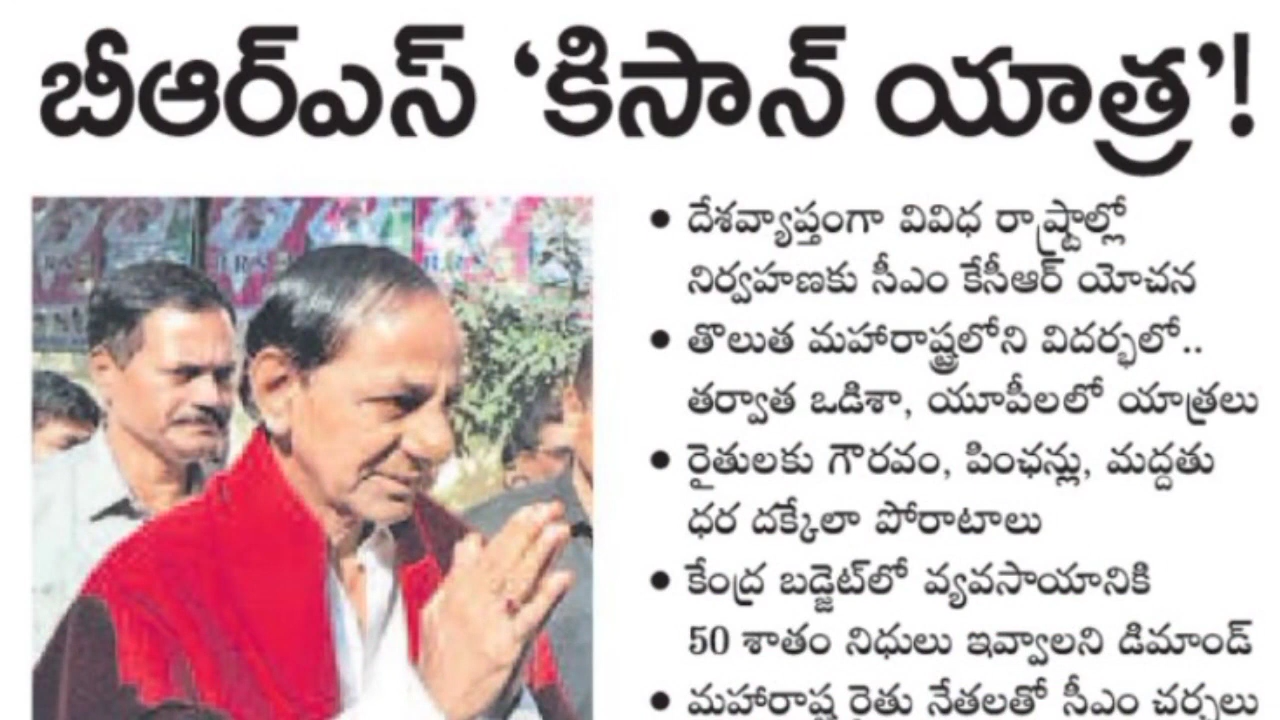 బీఆర్ఎస్ ‘కిసాన్ యాత్ర’!
• దేశవ్యాప్తంగా వివిధ రాష్ట్రాల్లో
నిర్వహణకు సీఎం కేసీఆర్ యోచన
• తొలుత మహారాష్ట్రలోని విదర్భలో..
తర్వాత ఒడిశా, యూపీలలో యాత్రలు
• రైతులకు గౌరవం, పింఛన్లు, మద్దతు
ధర దక్కేలా పోరాటాలు
• కేంద్ర బడ్జెట్‌లో వ్యవసాయానికి
50 శాతం నిధులు ఇవ్వాలని డిమాండ్
• మహారాష్ట్ర రైతు నేతలతో సీఎం చర్చలు